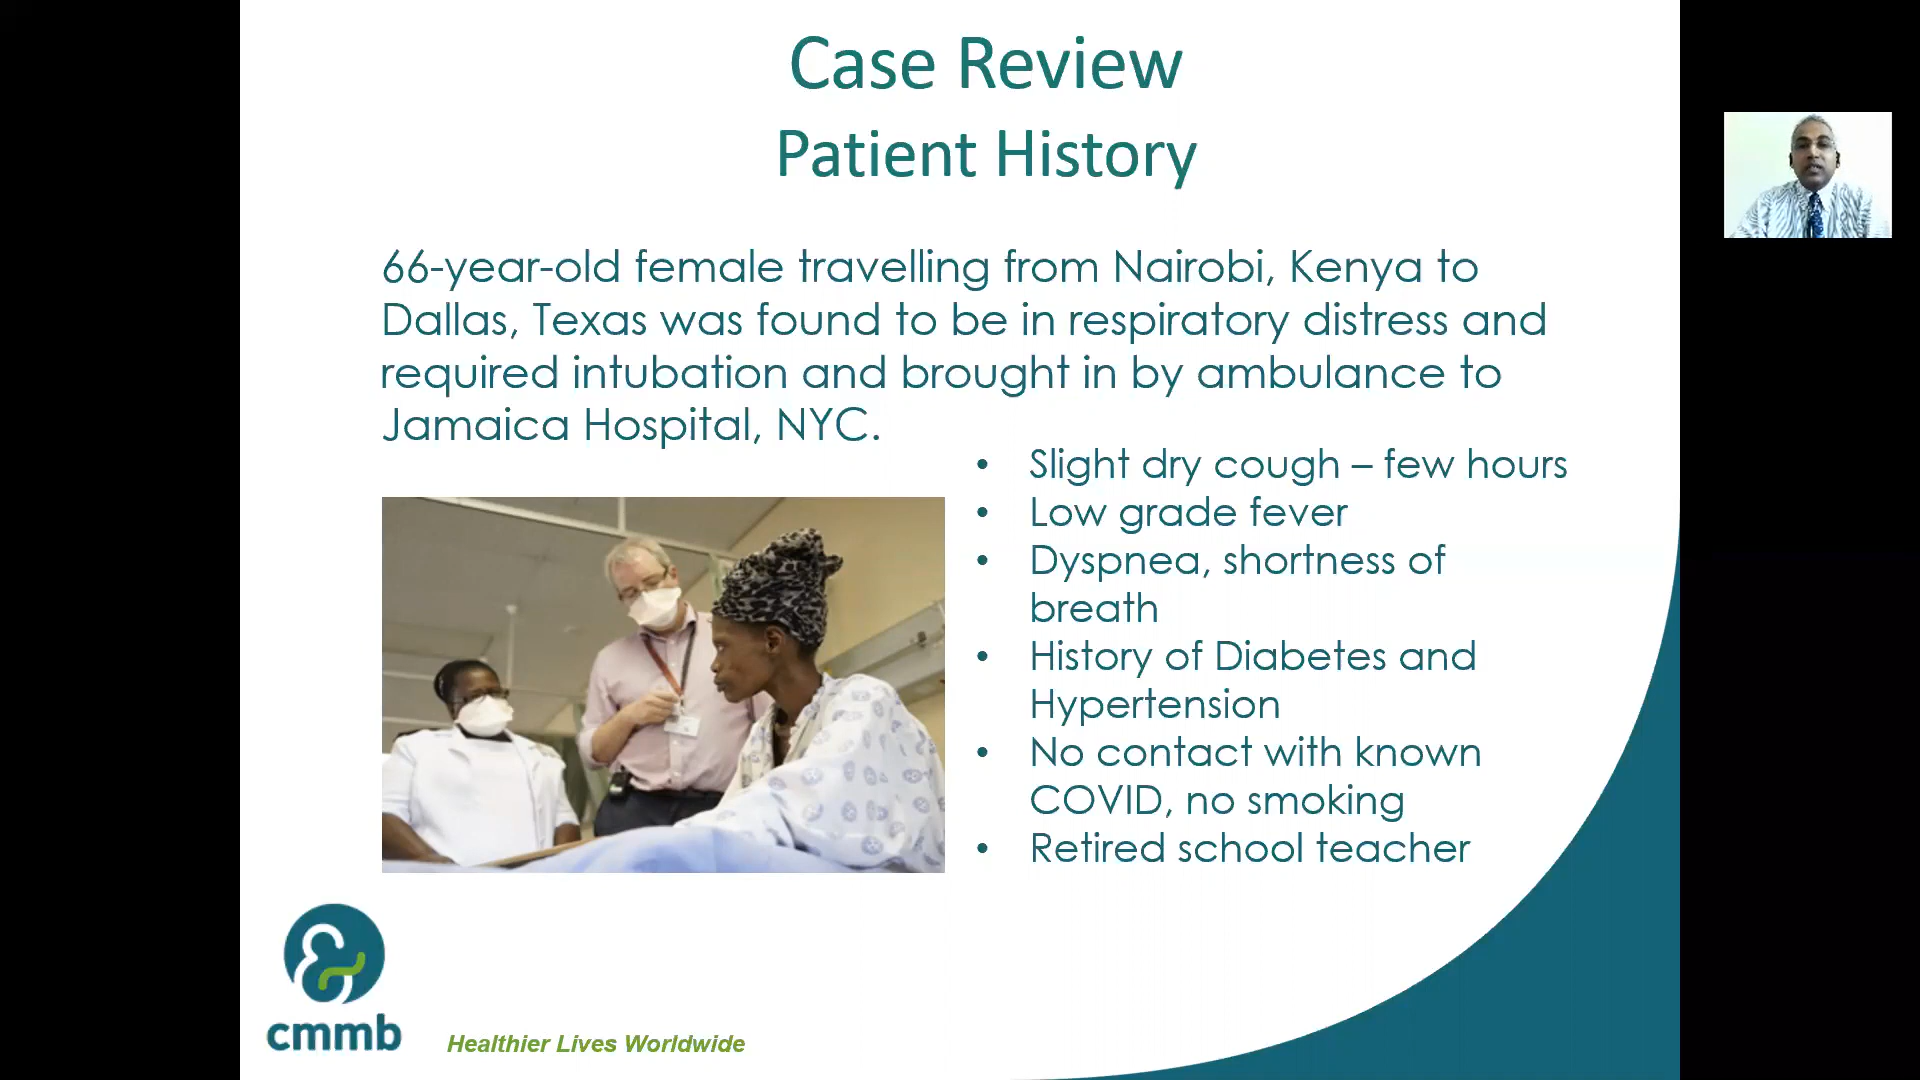 Case Review
Patient History
66-year-old female travelling from Nairobi, Kenya to
Dallas, Texas was found to be in respiratory distress and
required intubation and brought in by ambulance to
Jamaica Hospital, NYC.
• Slight dry cough – few hours
• Low grade fever
• Dyspnea, shortness of
breath
• History of Diabetes and
Hypertension
• No contact with known
COVID, no smoking
• Retired school teacher
cmmb
Healthier Lives Worldwide